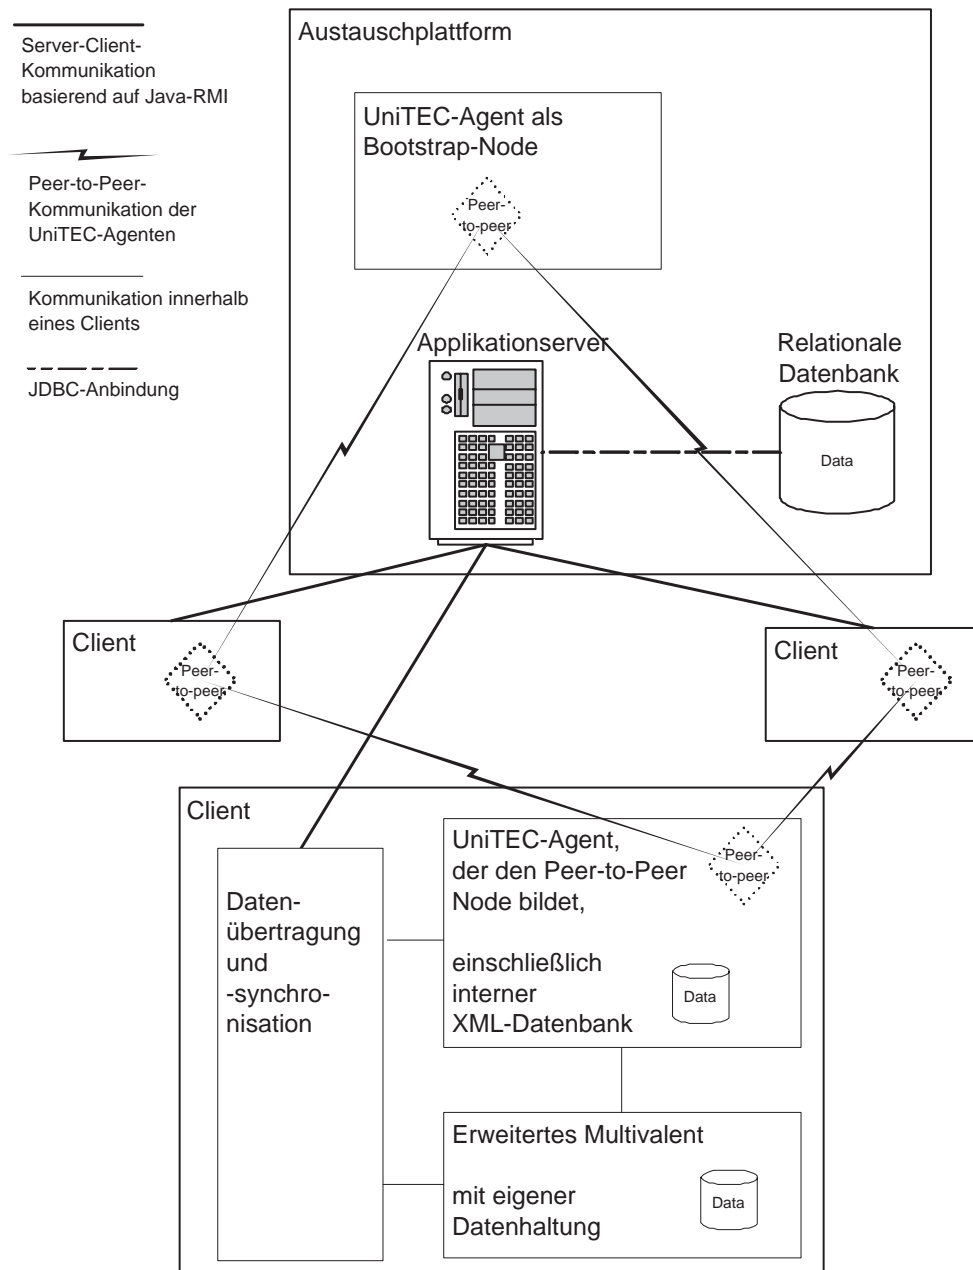 Server-Client-
Kommunikation
basierend auf Java-RMI
Peer-to-Peer-
Kommunikation der
UniTEC-Agenten
Kommunikation innerhalb
eines Clients
JDBC-Anbindung
Austauschplattform
UniTEC-Agent als
Bootstrap-Node
Peer-
to-peer
Applikationserver
Relationale
Datenbank
Data
Client
Peer-
to-peer
Client
Peer-
to-peer
Client
Daten-
übertragung
und
-synchro-
nisation
UniTEC-Agent,
der den Peer-to-Peer
Node bildet,
einschließlich
interner
XML-Datenbank
Peer-
to-peer
Data
Erweitertes Multivalent
mit eigener
Datenhaltung
Data